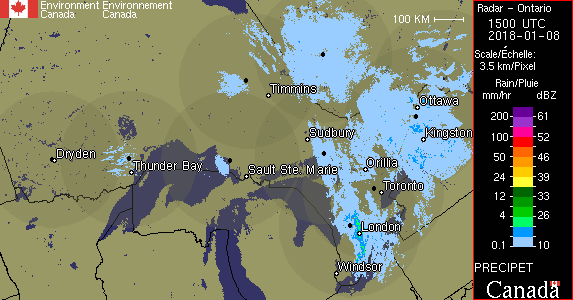 Environment Environnement
Canada Canada
100 KM
Timmins
Ottawa
Sudbury
Kingston
Dryden
Thunder Bay
Sault Ste. Marie
Orillia
Toronto
London
Windsor
Radar - Ontario
1500 UTC
2018-01-08
Scale/Échelle:
3.5 km/Pixel
Rain/Pluie
mm/hr dBZ
200 61
100 52
50 46
24 39
12 33
4 26
0.1 10
PRECIPET
Canada